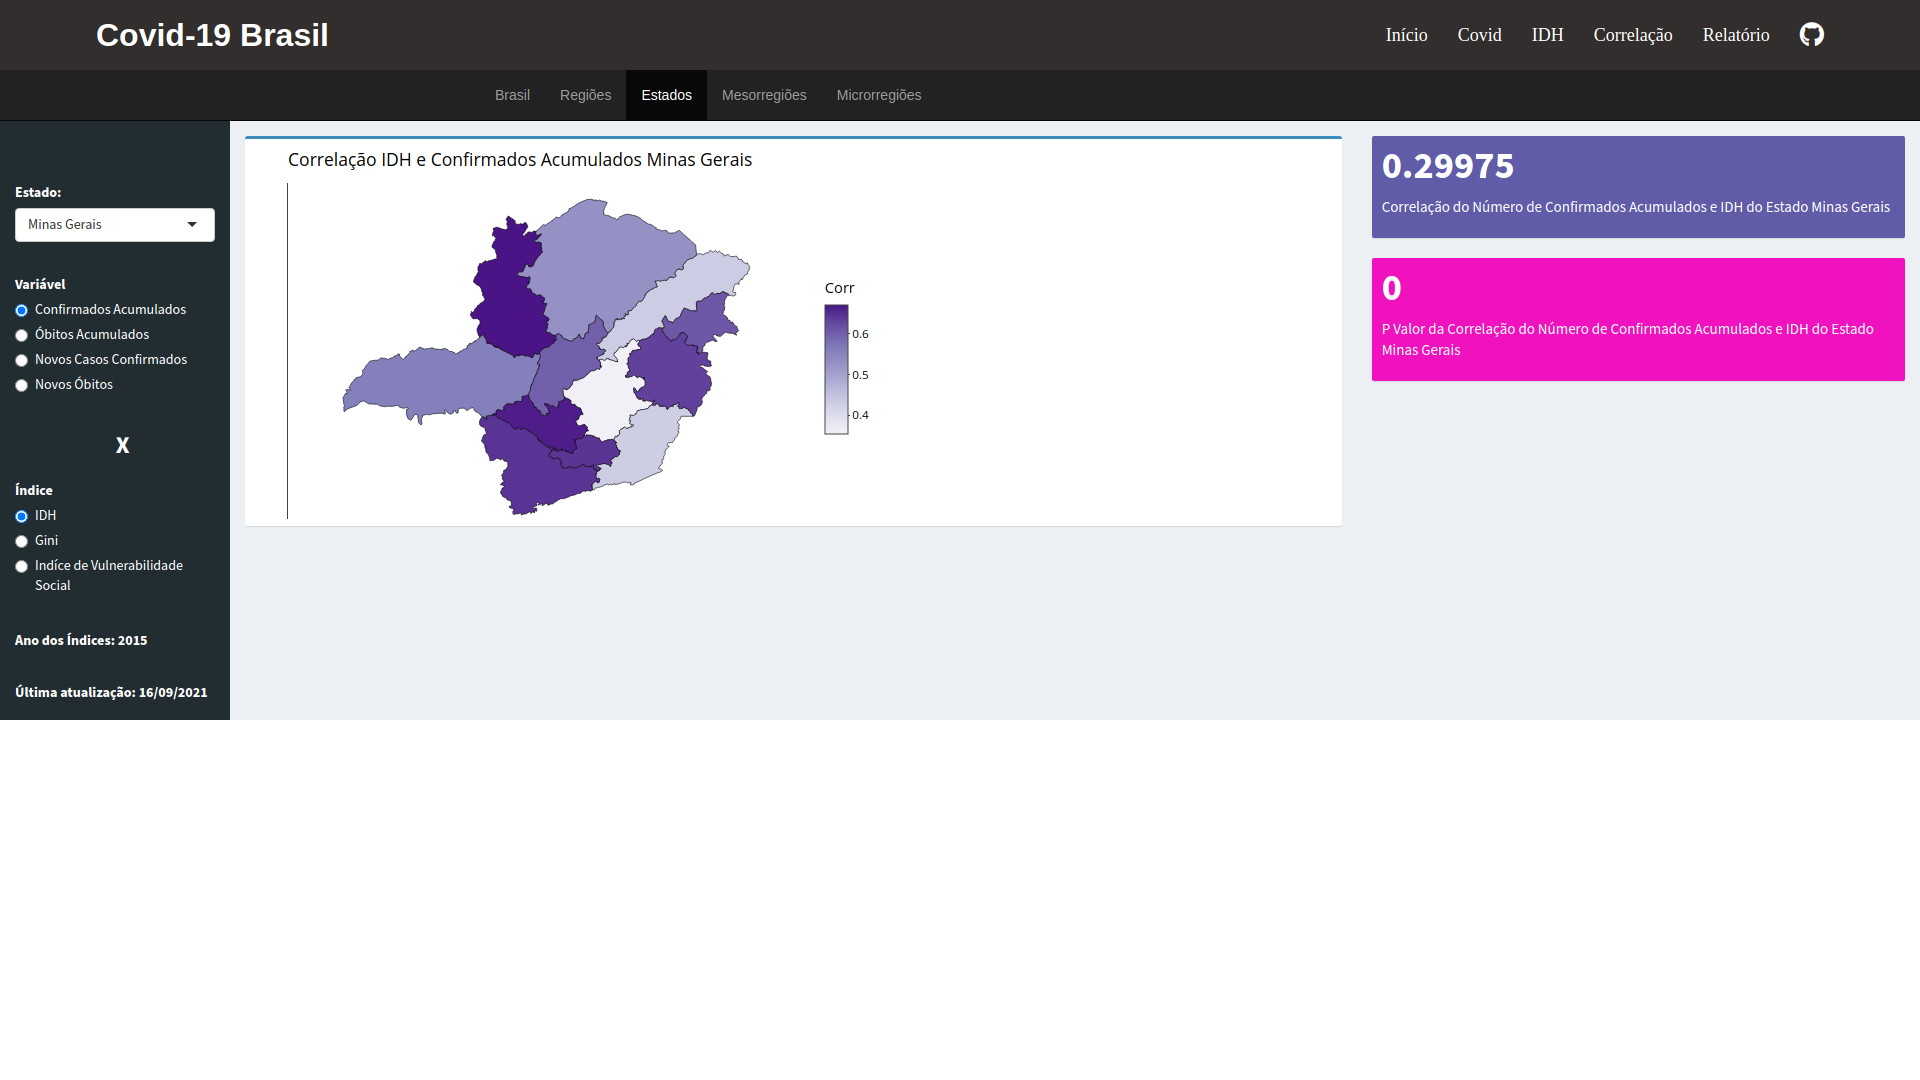 Covid-19 Brasil
Início
Covid
IDH
Correlação
Relatório
Brasil
Regiões
Estados
Mesorregiões
Microrregiões
Estado:
Minas Gerais
Variável
Confirmados Acumulados
Óbitos Acumulados
Novos Casos Confirmados
Novos Óbitos
X
Índice
IDH
Gini
Indíce de Vulnerabilidade
Social
Ano dos Índices: 2015
Última atualização: 16/09/2021
Correlação IDH e Confirmados Acumulados Minas Gerais
Corr
0.6
0.5
0.4
0.29975
Correlação do Número de Confirmados Acumulados e IDH do Estado Minas Gerais
0
P Valor da Correlação do Número de Confirmados Acumulados e IDH do Estado
Minas Gerais